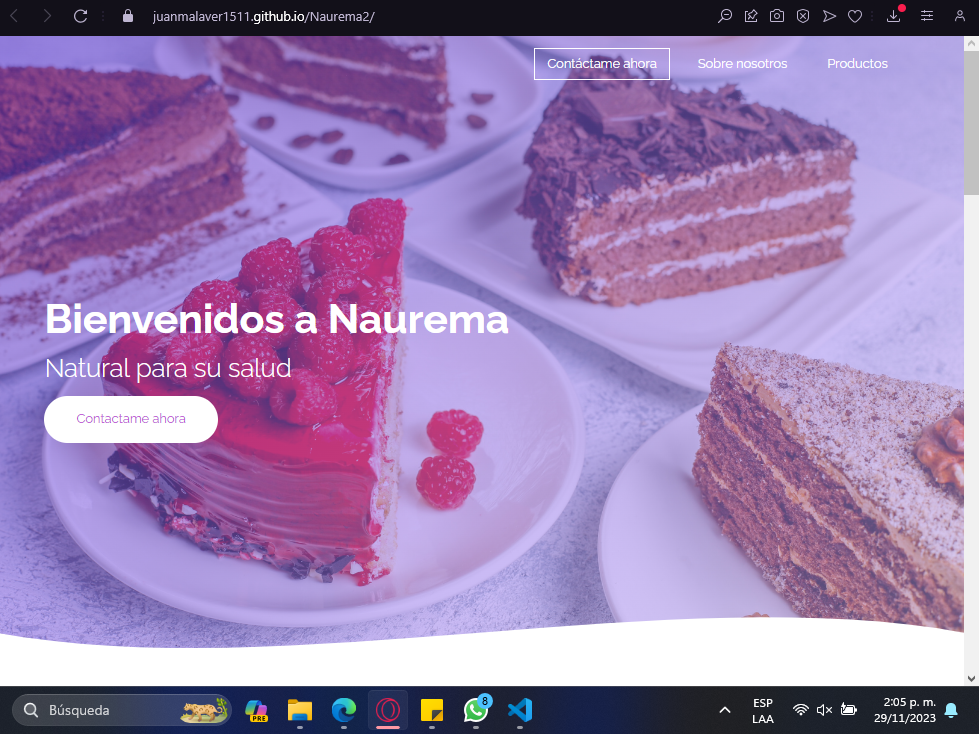 juanmalaver1511.github.io/Naurema2/
Contáctame ahora
Sobre nosotros
Productos
Bienvenidos a Naurema
Natural para su salud
Contactame ahora
Búsqueda
PRE
8
ESP
LAA
2:05 p. m.
29/11/2023